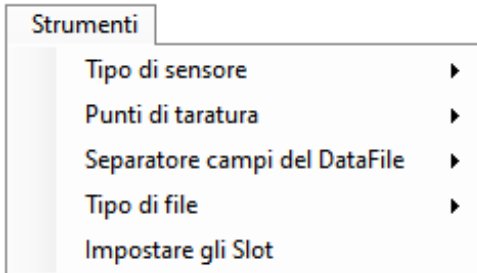 Strumenti
Tipo di sensore
Punti di taratura
Separatore campi del DataFile
Tipo di file
Impostare gli Slot